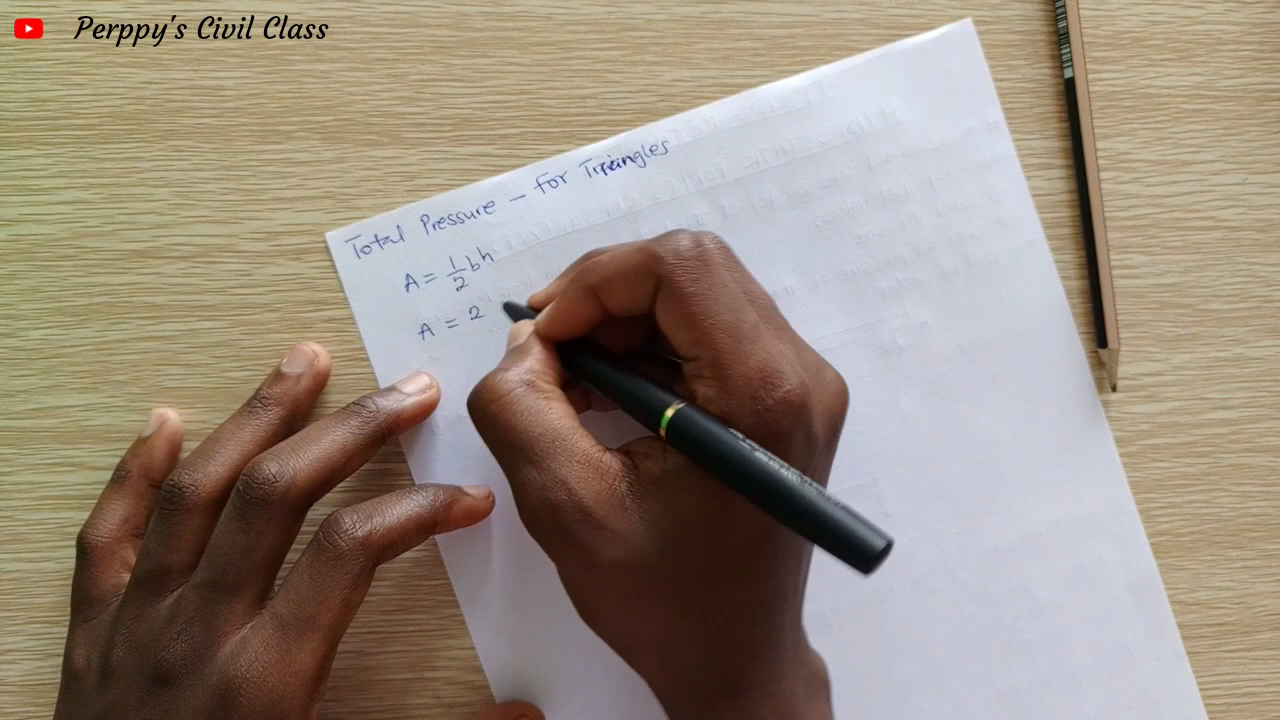 Perppy's Civil Class
Total Pressure - for Triangles
A = 1/2 bh
A = 2